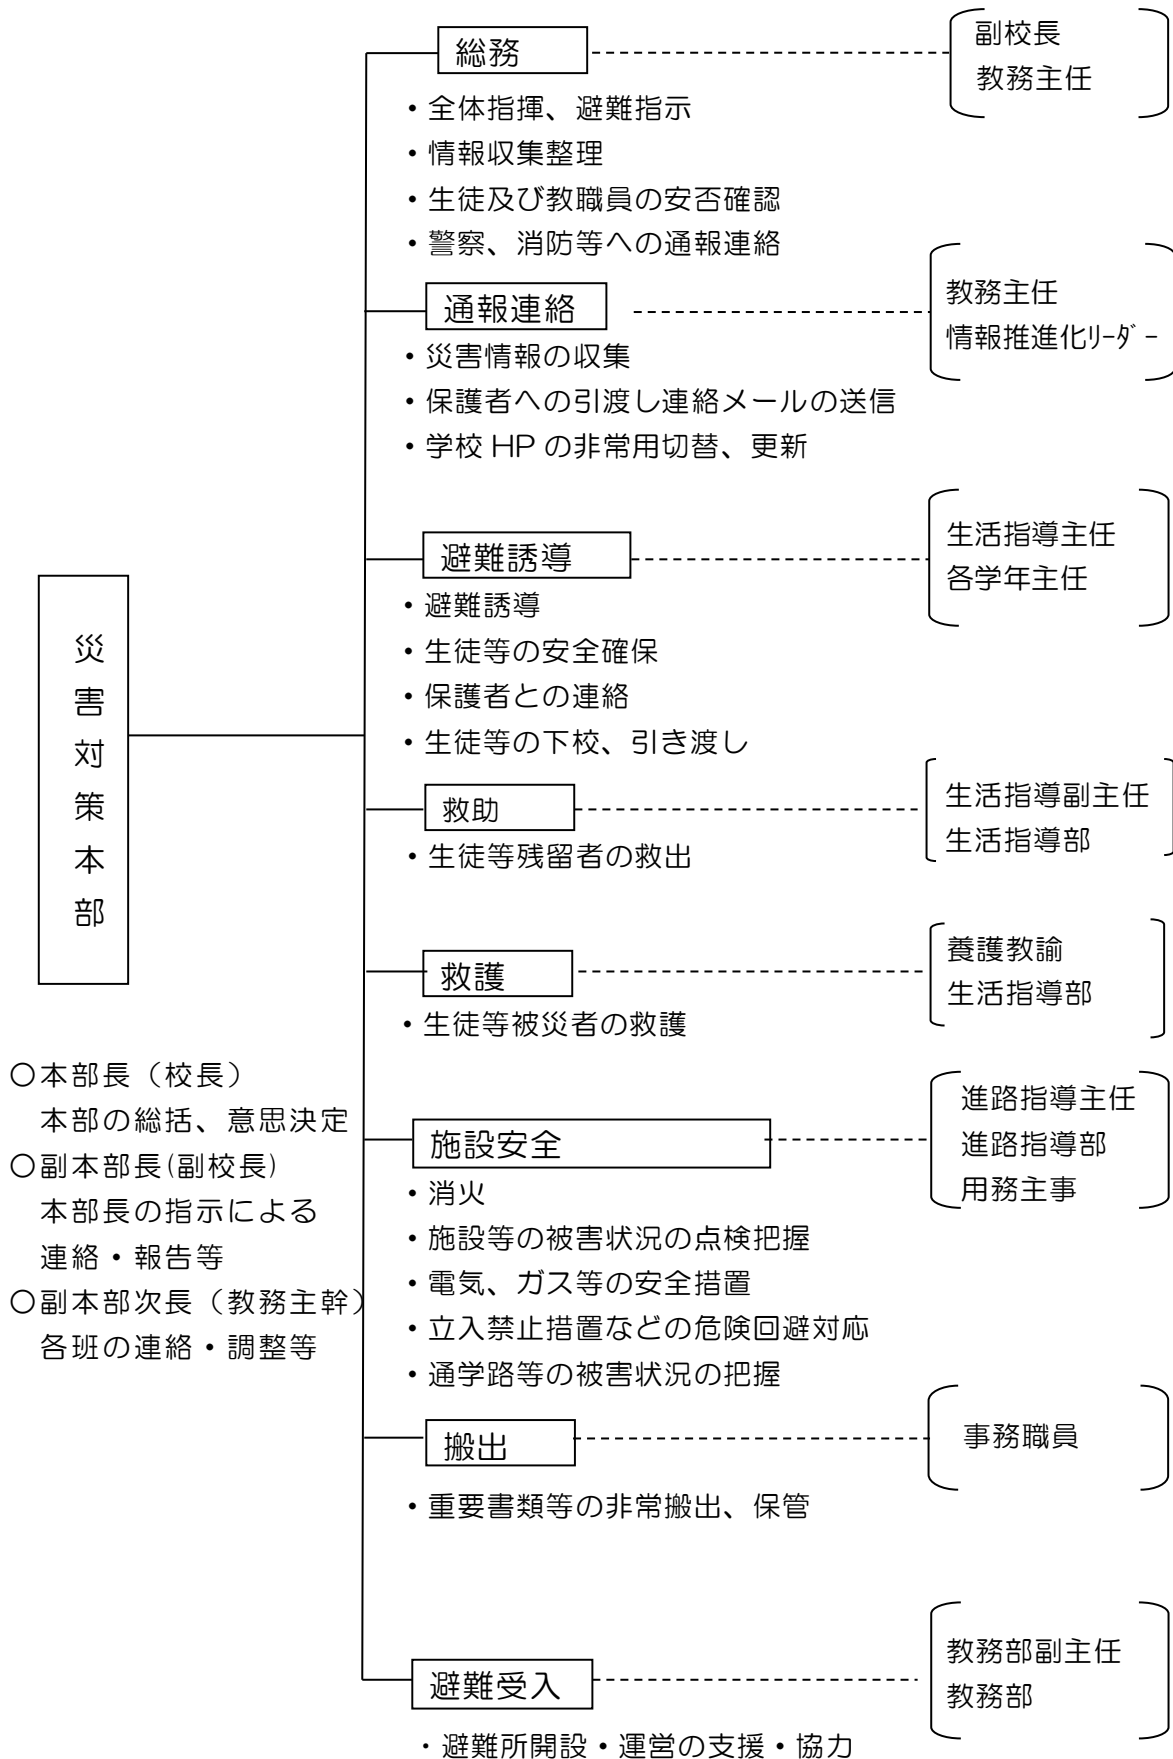 総務
副校長
教務主任
・全体指揮、避難指示
・情報収集整理
・生徒及び教職員の安否確認
・警察、消防等への通報連絡
通報連絡
教務主任
情報推進化ﾘｰﾀﾞｰ
・災害情報の収集
・保護者への引渡し連絡メールの送信
・学校 HP の非常用切替、更新
避難誘導
生活指導主任
各学年主任
・避難誘導
・生徒等の安全確保
・保護者との連絡
・生徒等の下校、引き渡し
災害対策本部
救助
生活指導副主任
生活指導部
・生徒等残留者の救出
救護
養護教諭
生活指導部
・生徒等被災者の救護
〇本部長（校長）
本部の総括、意思決定
〇副本部長(副校長)
本部長の指示による
連絡・報告等
〇副本部次長（教務主幹）
各班の連絡・調整等
施設安全
進路指導主任
進路指導部
用務主事
・消火
・施設等の被害状況の点検把握
・電気、ガス等の安全措置
・立入禁止措置などの危険回避対応
・通学路等の被害状況の把握
搬出
事務職員
・重要書類等の非常搬出、保管
避難受入
教務部副主任
教務部
・避難所開設・運営の支援・協力